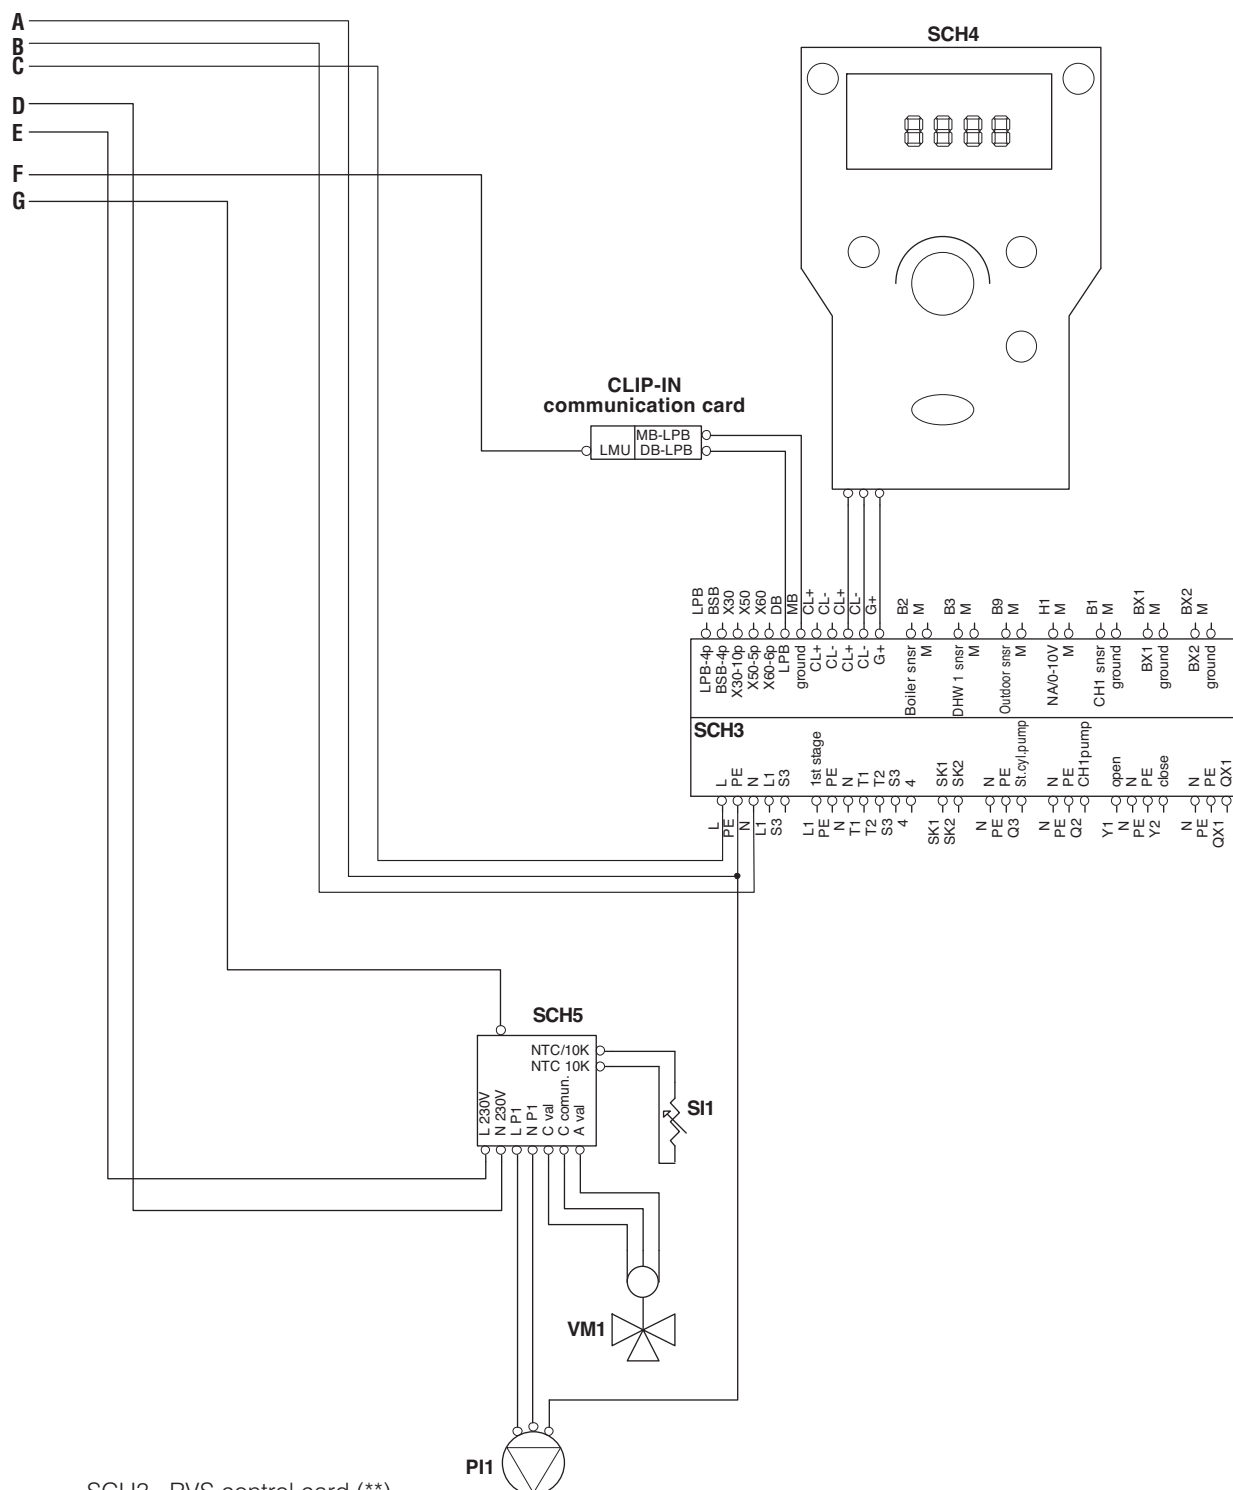 A
B
C
D
E
F
G
SCH4
CLIP-IN
communication card
LMU
MB-LPB
DB-LPB
LPB
BSB
X30
X50
X60
DB
MB
CL+
CL-
CL+
CL-
G+
B2
M
B3
M
B9
M
H1
M
B1
M
BX1
M
BX2
M
LPB-4p
BSB-4p
X30-10p
X50-5p
X60-6p
LPB
ground
CL+
CL-
CL+
CL-
G+
Boiler snsr
M
DHW 1 snsr
M
Outdoor snsr
M
NA/0-10V
M
CH1 snsr
ground
BX1
ground
BX2
ground
SCH3
L
PE
N
L1
S3
1st stage
PE
N
T1
T2
S3
4
SK1
SK2
N
PE
St.cyl.pump
N
PE
CH1pump
open
N
PE
close
N
PE
QX1
L
PE
N
L1
S3
L1
PE
N
T1
T2
S3
4
SK1
SK2
N
PE
Q3
N
PE
Q2
Y1
N
PE
Y2
N
PE
QX1
SCH5
NTC/10K
NTC 10K
L 230V
N 230V
L P1
N P1
C val
C comun.
A val
SI1
VM1
PI1
SCH3 - PVS control card (**)